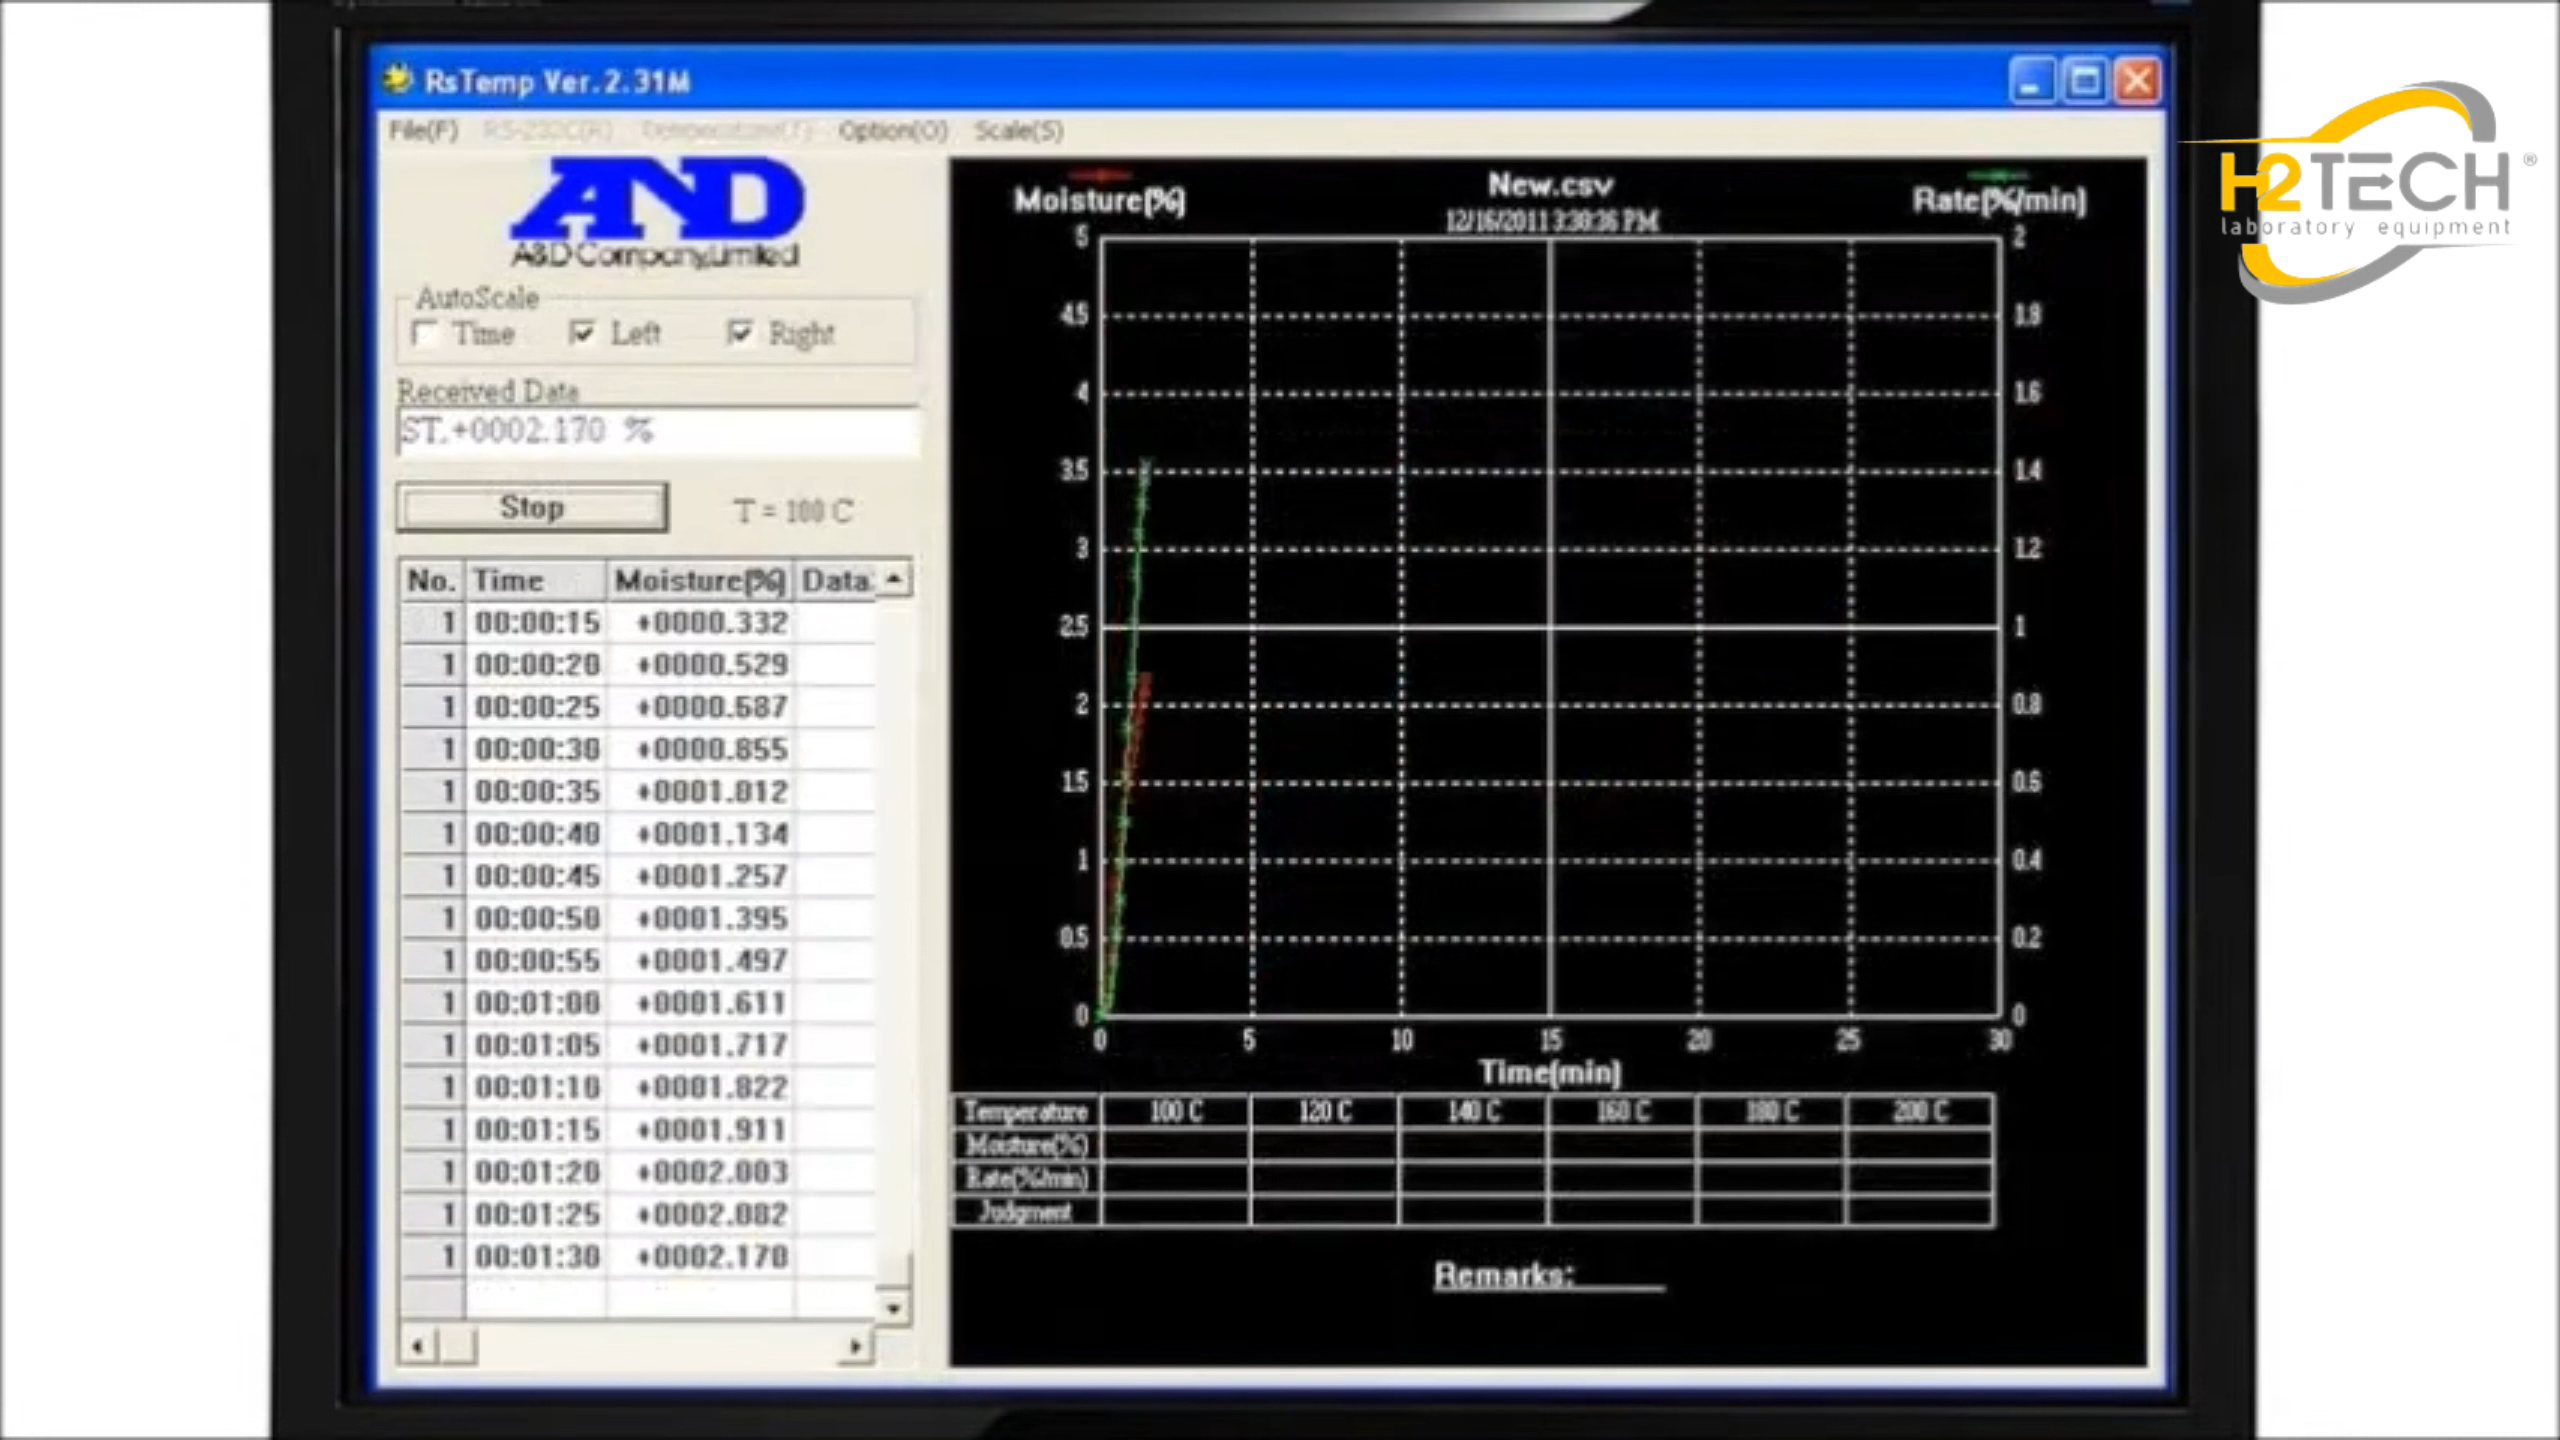 RsTemp Ver.2.31M
File(F) RS-232C(R) Option(O) Scale(S)
AND
A&D Company,Limited
AutoScale
Time Left Right
Received Data
ST.+0002.170 %
Stop T = 100 C
No. Time Moisture(%) Data
1 00:00:15 +0000.332
1 00:00:20 +0000.529
1 00:00:25 +0000.587
1 00:00:30 +0000.855
1 00:00:35 +0001.012
1 00:00:40 +0001.134
1 00:00:45 +0001.257
1 00:00:50 +0001.395
1 00:00:55 +0001.497
1 00:01:00 +0001.611
1 00:01:05 +0001.717
1 00:01:10 +0001.822
1 00:01:15 +0001.911
1 00:01:20 +0002.003
1 00:01:25 +0002.082
1 00:01:30 +0002.170
Moisture(%) New.csv Rate(%/min)
12/16/2011 3:30:36 PM
5 2
4.5 1.8
4 1.6
3.5 1.4
3 1.2
2.5 1
2 0.8
1.5 0.6
1 0.4
0.5 0.2
0 0
0 5 10 15 20 25 30
Time(min)
Temperature 100 C 120 C 140 C 160 C 180 C 200 C
Moisture(%)
Rate(%/min)
Judgment
Remarks:
H2TECH®
laboratory equipment